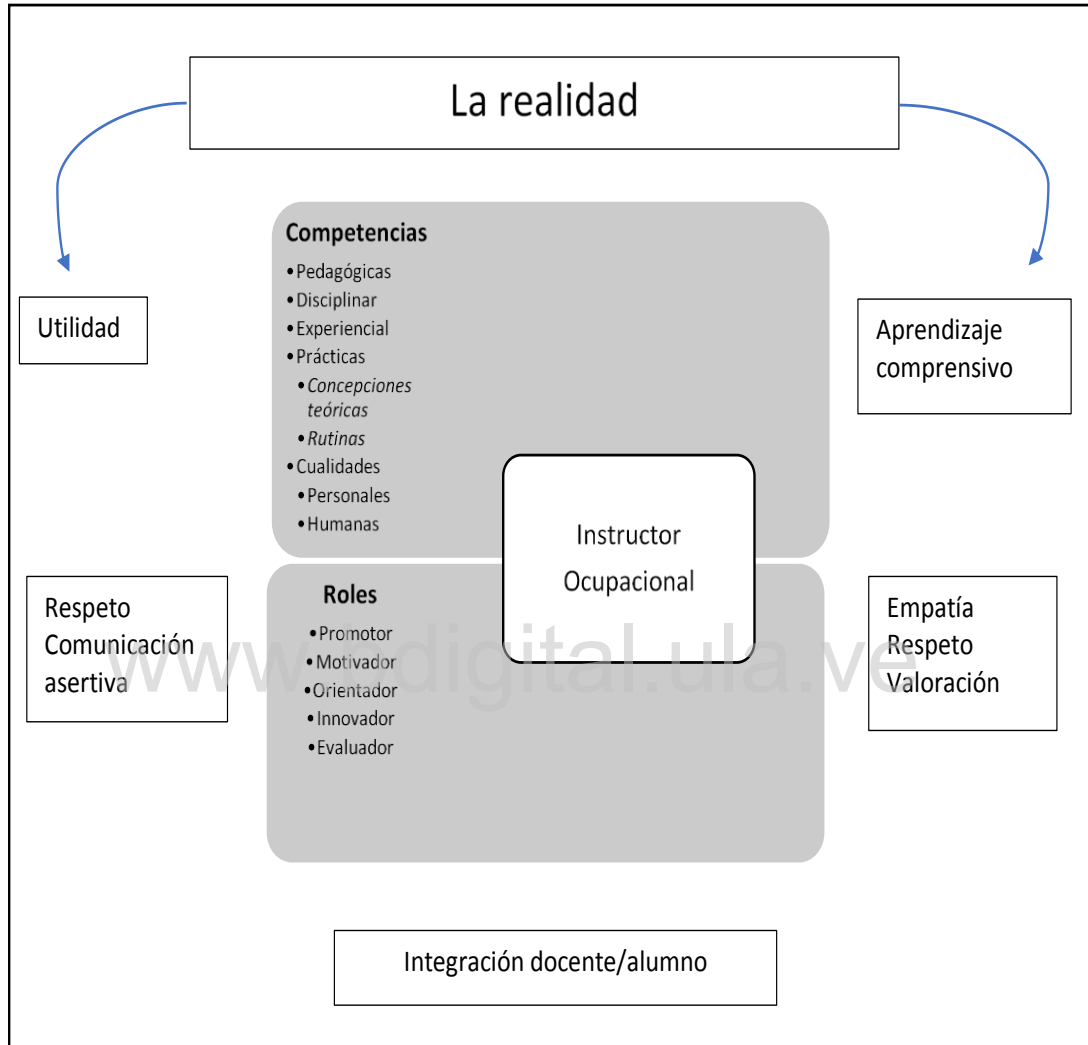 La realidad
Competencias
•Pedagógicas
•Disciplinar
•Experiencial
•Prácticas
•Concepciones
teóricas
•Rutinas
•Cualidades
•Personales
•Humanas
Utilidad
Aprendizaje
comprensivo
Instructor
Ocupacional
Roles
•Promotor
•Motivador
•Orientador
•Innovador
•Evaluador
Respeto
Comunicación
asertiva
Empatía
Respeto
Valoración
www.bdigital.ula.ve
Integración docente/alumno